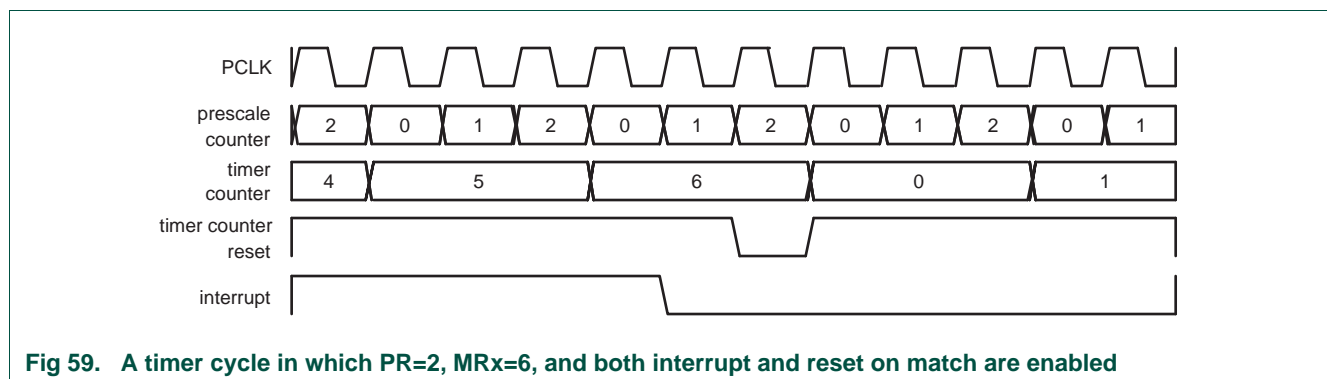 PCLK
prescale
counter
2 0 1 2 0 1 2 0 1 2 0 1
timer
counter
4 5 6 0 1
timer counter
reset
interrupt
Fig 59. A timer cycle in which PR=2, MRx=6, and both interrupt and reset on match are enabled